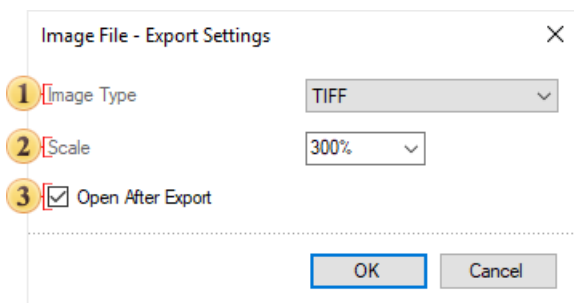 Image File - Export Settings
1 Image Type TIFF
2 Scale 300%
3 Open After Export
OK Cancel